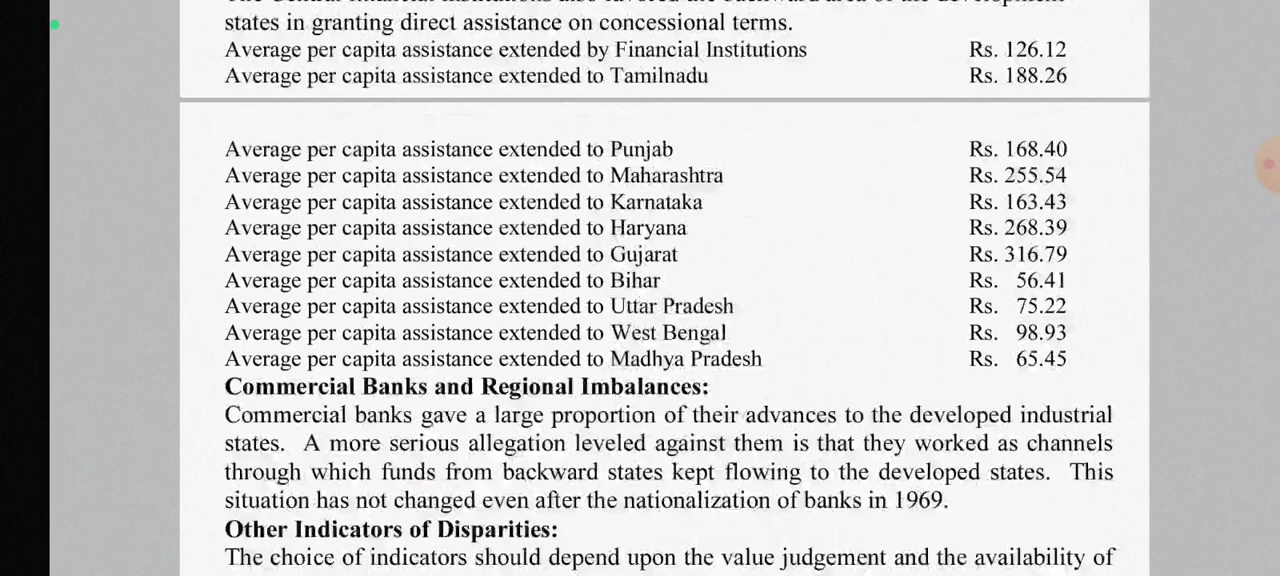 states in granting direct assistance on concessional terms.
Average per capita assistance extended by Financial Institutions Rs. 126.12
Average per capita assistance extended to Tamilnadu Rs. 188.26
Average per capita assistance extended to Punjab Rs. 168.40
Average per capita assistance extended to Maharashtra Rs. 255.54
Average per capita assistance extended to Karnataka Rs. 163.43
Average per capita assistance extended to Haryana Rs. 268.39
Average per capita assistance extended to Gujarat Rs. 316.79
Average per capita assistance extended to Bihar Rs. 56.41
Average per capita assistance extended to Uttar Pradesh Rs. 75.22
Average per capita assistance extended to West Bengal Rs. 98.93
Average per capita assistance extended to Madhya Pradesh Rs. 65.45
Commercial Banks and Regional Imbalances:
Commercial banks gave a large proportion of their advances to the developed industrial
states. A more serious allegation leveled against them is that they worked as channels
through which funds from backward states kept flowing to the developed states. This
situation has not changed even after the nationalization of banks in 1969.
Other Indicators of Disparities:
The choice of indicators should depend upon the value judgement and the availability of